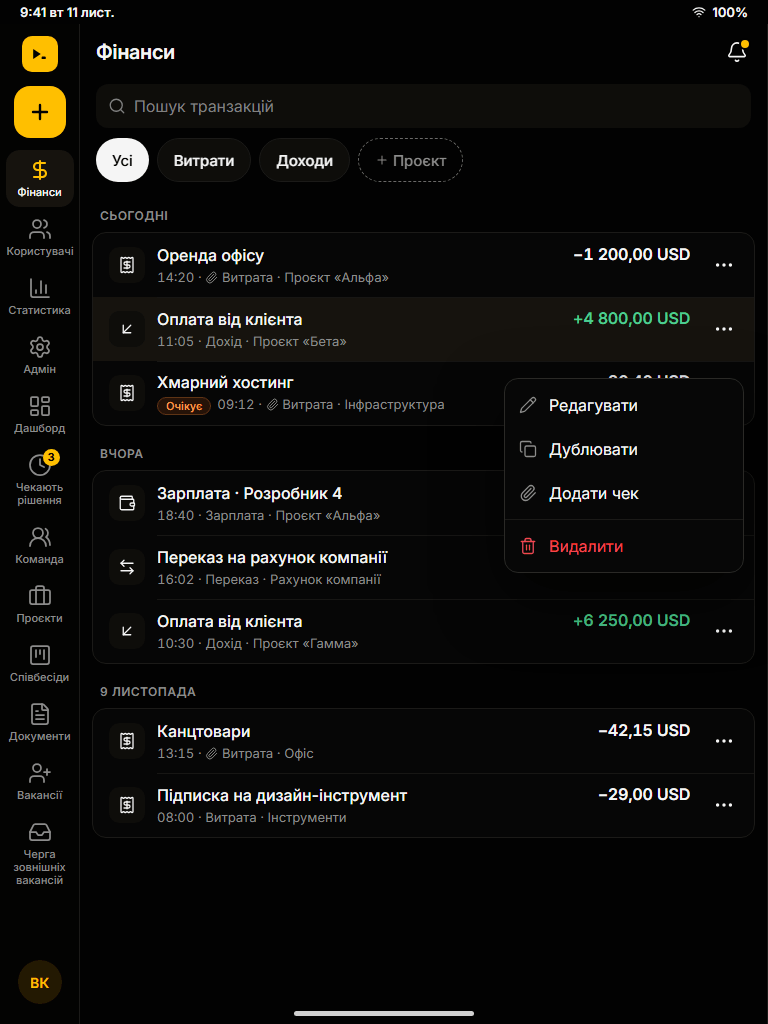 9:41 вт 11 лист.
100%
Фінанси
Пошук транзакцій
Усі
Витрати
Доходи
+ Проєкт
Фінанси
Користувачі
Статистика
Адмін
Дашборд
3
Чекають
рішення
Команда
Проєкти
Співбесіди
Документи
Вакансії
Черга
зовнішніх
вакансій
ВК
СЬОГОДНІ
Оренда офісу
−1 200,00 USD
14:20 · Витрата · Проєкт «Альфа»
Оплата від клієнта
+4 800,00 USD
11:05 · Дохід · Проєкт «Бета»
Хмарний хостинг
Очікує 09:12 · Витрата · Інфраструктура
Редагувати
Дублювати
Додати чек
Видалити
ВЧОРА
Зарплата · Розробник 4
18:40 · Зарплата · Проєкт «Альфа»
Переказ на рахунок компанії
16:02 · Переказ · Рахунок компанії
Оплата від клієнта
+6 250,00 USD
10:30 · Дохід · Проєкт «Гамма»
9 ЛИСТОПАДА
Канцтовари
−42,15 USD
13:15 · Витрата · Офіс
Підписка на дизайн-інструмент
−29,00 USD
08:00 · Витрата · Інструменти